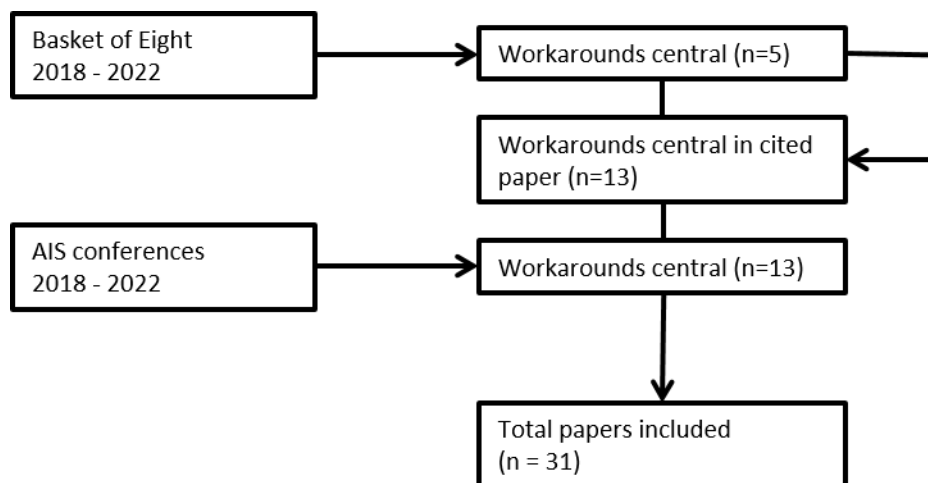 Basket of Eight
2018 - 2022
Workarounds central (n=5)
Workarounds central in cited
paper (n=13)
AIS conferences
2018 - 2022
Workarounds central (n=13)
Total papers included
(n = 31)